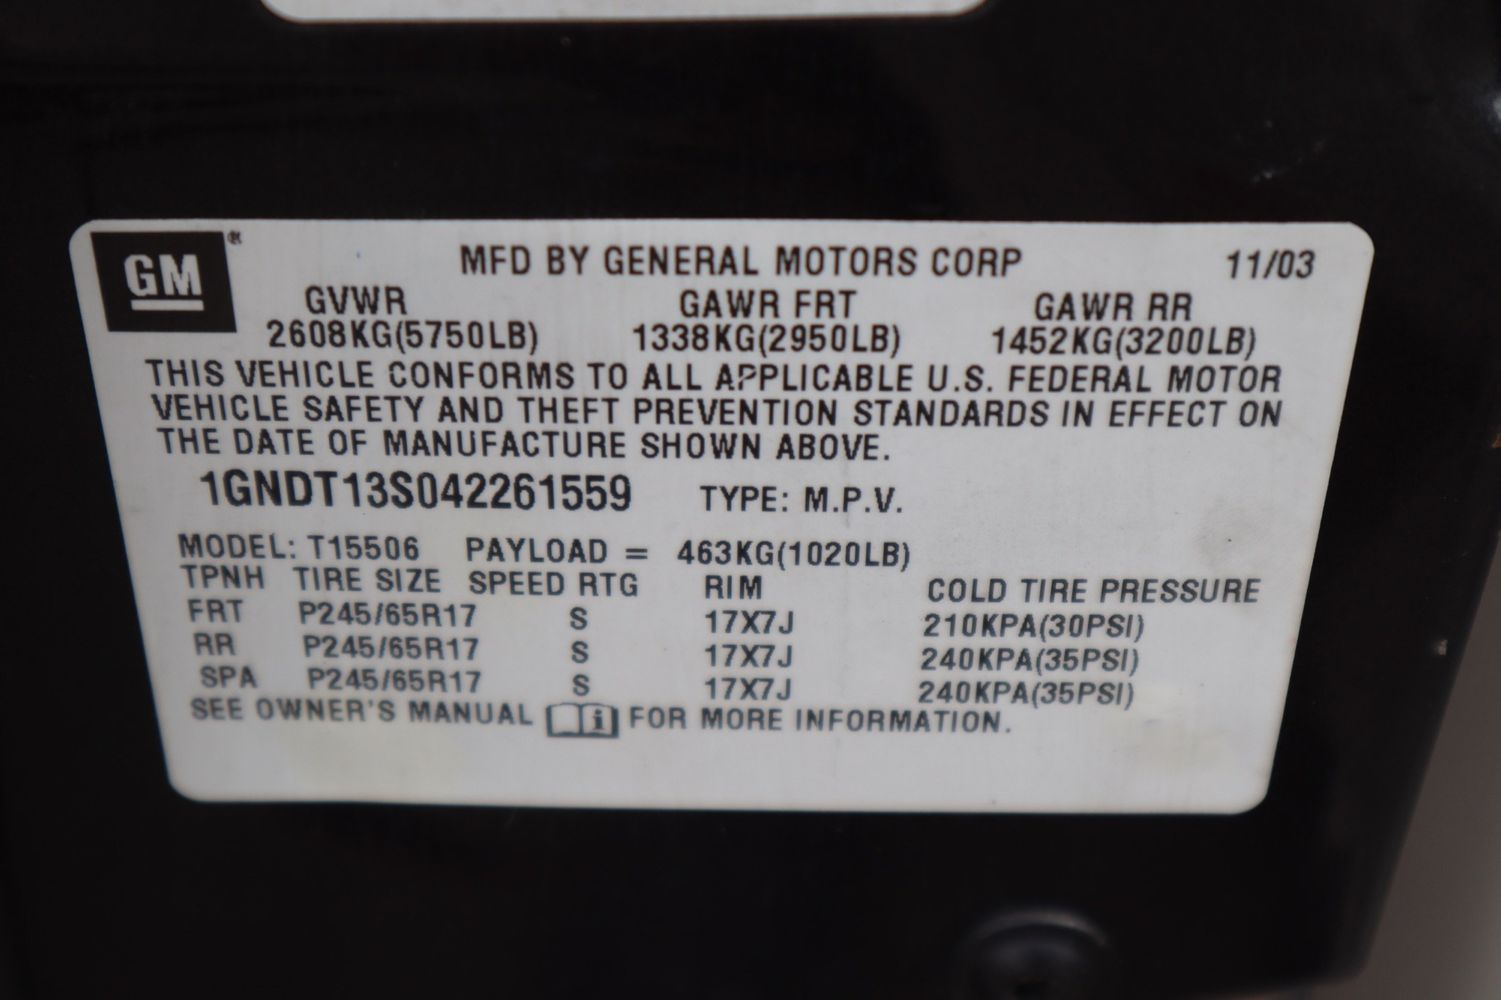 GM®
MFD BY GENERAL MOTORS CORP 11/03
GVWR GAWR FRT GAWR RR
2608KG(5750LB) 1338KG(2950LB) 1452KG(3200LB)
THIS VEHICLE CONFORMS TO ALL APPLICABLE U.S. FEDERAL MOTOR
VEHICLE SAFETY AND THEFT PREVENTION STANDARDS IN EFFECT ON
THE DATE OF MANUFACTURE SHOWN ABOVE.
1GNDT13S042261559 TYPE: M.P.V.
MODEL: T15506 PAYLOAD = 463KG(1020LB)
TPNH TIRE SIZE SPEED RTG RIM COLD TIRE PRESSURE
FRT P245/65R17 S 17X7J 210KPA(30PSI)
RR P245/65R17 S 17X7J 240KPA(35PSI)
SPA P245/65R17 S 17X7J 240KPA(35PSI)
SEE OWNER'S MANUAL i FOR MORE INFORMATION.